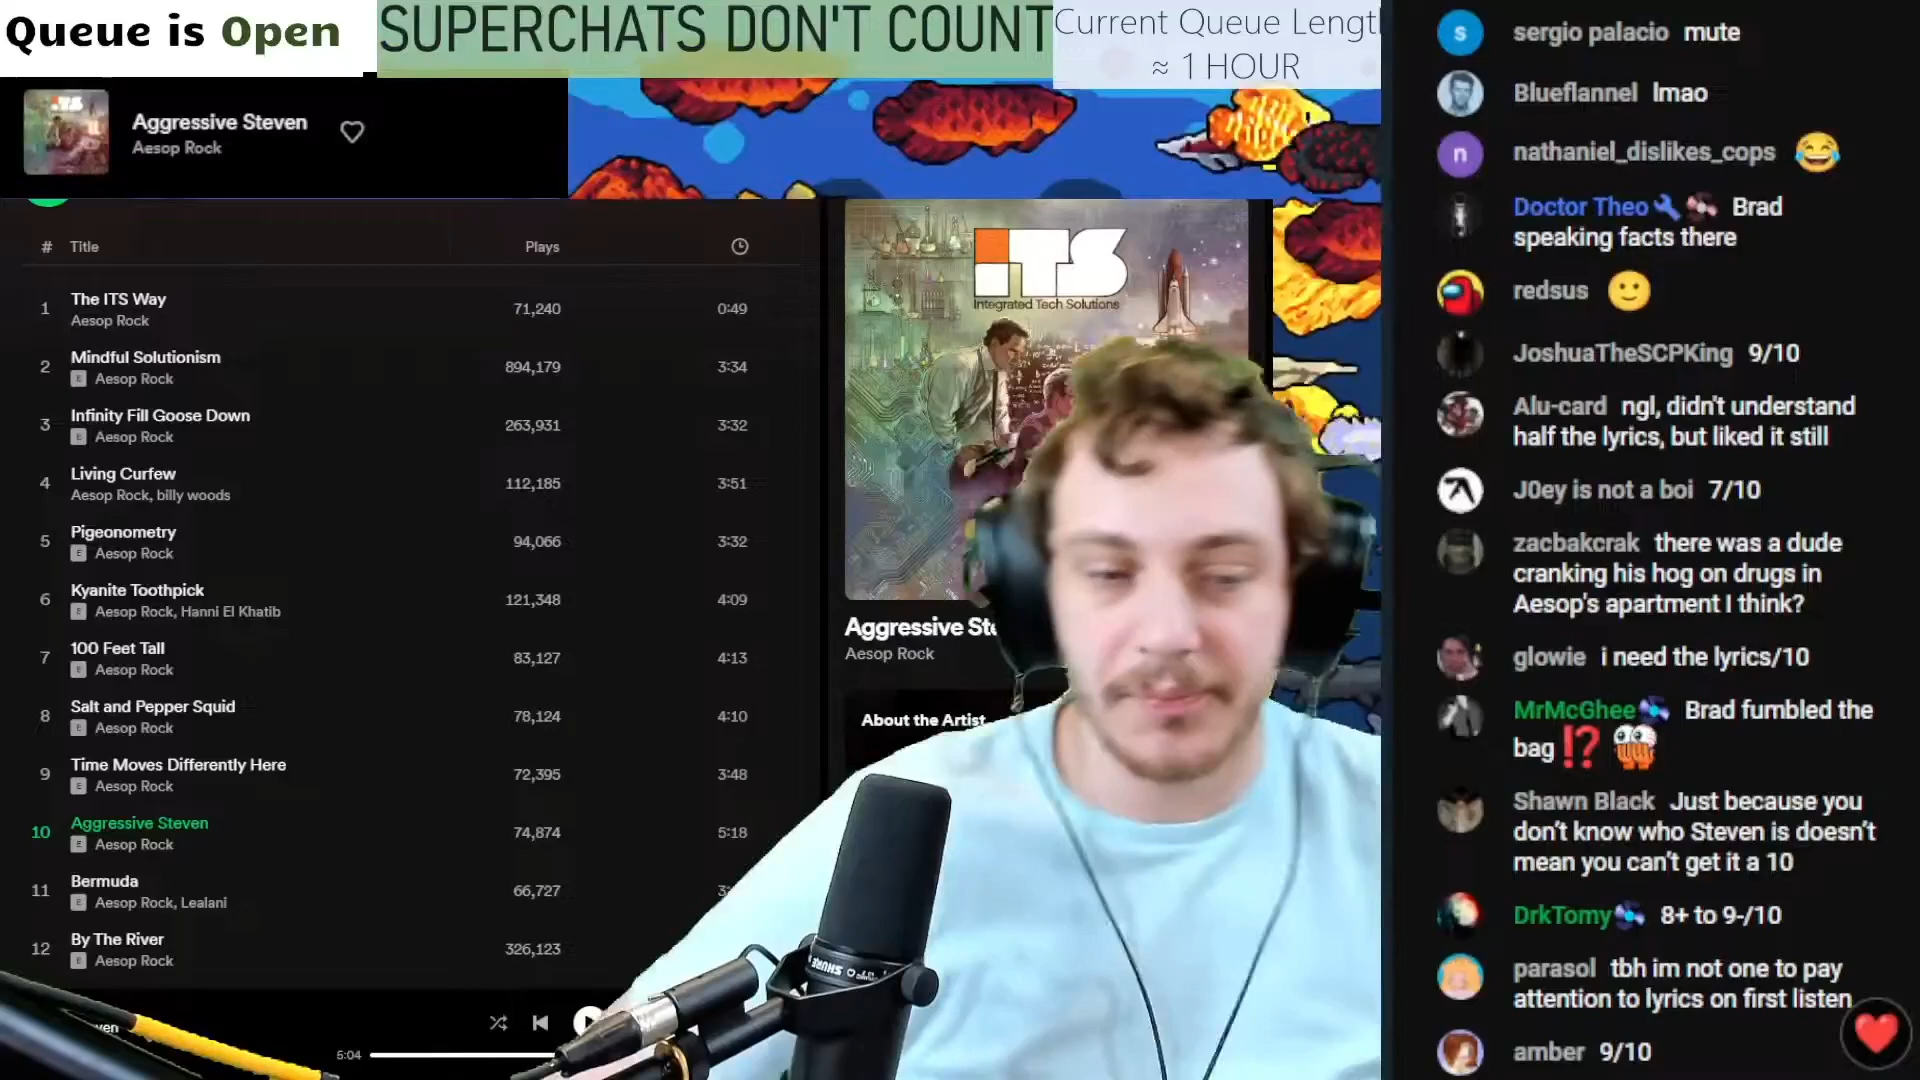 Queue is Open
SUPERCHATS DON'T COUNT
Current Queue Lengt
≈ 1 HOUR
ITS
Aggressive Steven
Aesop Rock
# Title Plays
1 The ITS Way 71,240 0:49
Aesop Rock
2 Mindful Solutionism 894,179 3:34
E Aesop Rock
3 Infinity Fill Goose Down 263,931 3:32
E Aesop Rock
4 Living Curfew 112,185 3:51
Aesop Rock, billy woods
5 Pigeonometry 94,066 3:32
E Aesop Rock
6 Kyanite Toothpick 121,348 4:09
E Aesop Rock, Hanni El Khatib
7 100 Feet Tall 83,127 4:13
E Aesop Rock
8 Salt and Pepper Squid 78,124 4:10
E Aesop Rock
9 Time Moves Differently Here 72,395 3:48
E Aesop Rock
10 Aggressive Steven 74,874 5:18
E Aesop Rock
11 Bermuda 66,727 3:
E Aesop Rock, Lealani
12 By The River 326,123
E Aesop Rock
ven
5:04
iTS
Integrated Tech Solutions
Aggressive Ste
Aesop Rock
About the Artist
SHURE
s sergio palacio mute
Blueflannel lmao
n nathaniel_dislikes_cops 😂
Doctor Theo Brad
speaking facts there
redsus 🙂
JoshuaTheSCPKing 9/10
Alu-card ngl, didn't understand
half the lyrics, but liked it still
J0ey is not a boi 7/10
zacbakcrak there was a dude
cranking his hog on drugs in
Aesop's apartment I think?
glowie i need the lyrics/10
MrMcGhee Brad fumbled the
bag ⁉️
Shawn Black Just because you
don't know who Steven is doesn't
mean you can't get it a 10
DrkTomy 8+ to 9-/10
parasol tbh im not one to pay
attention to lyrics on first listen
amber 9/10